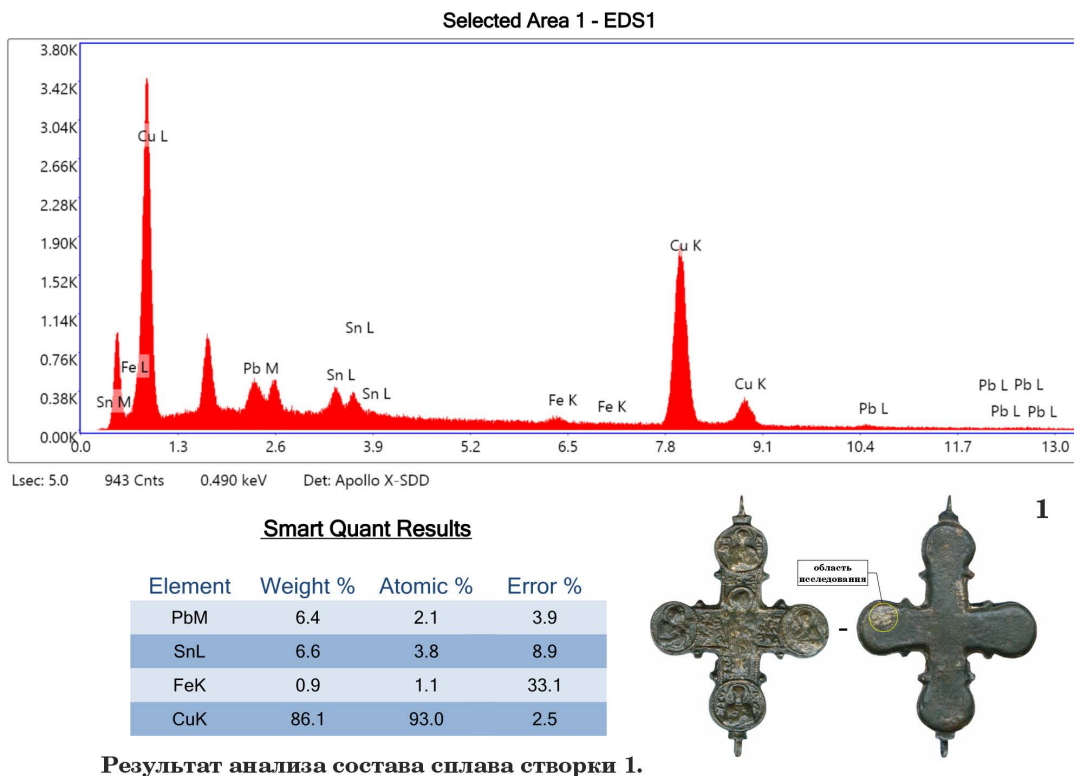 Selected Area 1 - EDS1
3.80K
3.42K
3.04K
Cu L
2.66K
2.28K
1.90K
Cu K
1.52K
1.14K
Sn L
0.76K
Fe L Pb M Sn L
Cu K Pb L Pb L
0.38K
Sn M Sn L Fe K Fe K Pb L Pb L Pb L
0.00K
0.0 1.3 2.6 3.9 5.2 6.5 7.8 9.1 10.4 11.7 13.0
Lsec: 5.0 943 Cnts 0.490 keV Det: Apollo X-SDD
Smart Quant Results
Element Weight % Atomic % Error %
PbM 6.4 2.1 3.9
SnL 6.6 3.8 8.9
FeK 0.9 1.1 33.1
CuK 86.1 93.0 2.5
1
область
исследования
-
Результат анализа состава сплава створки 1.